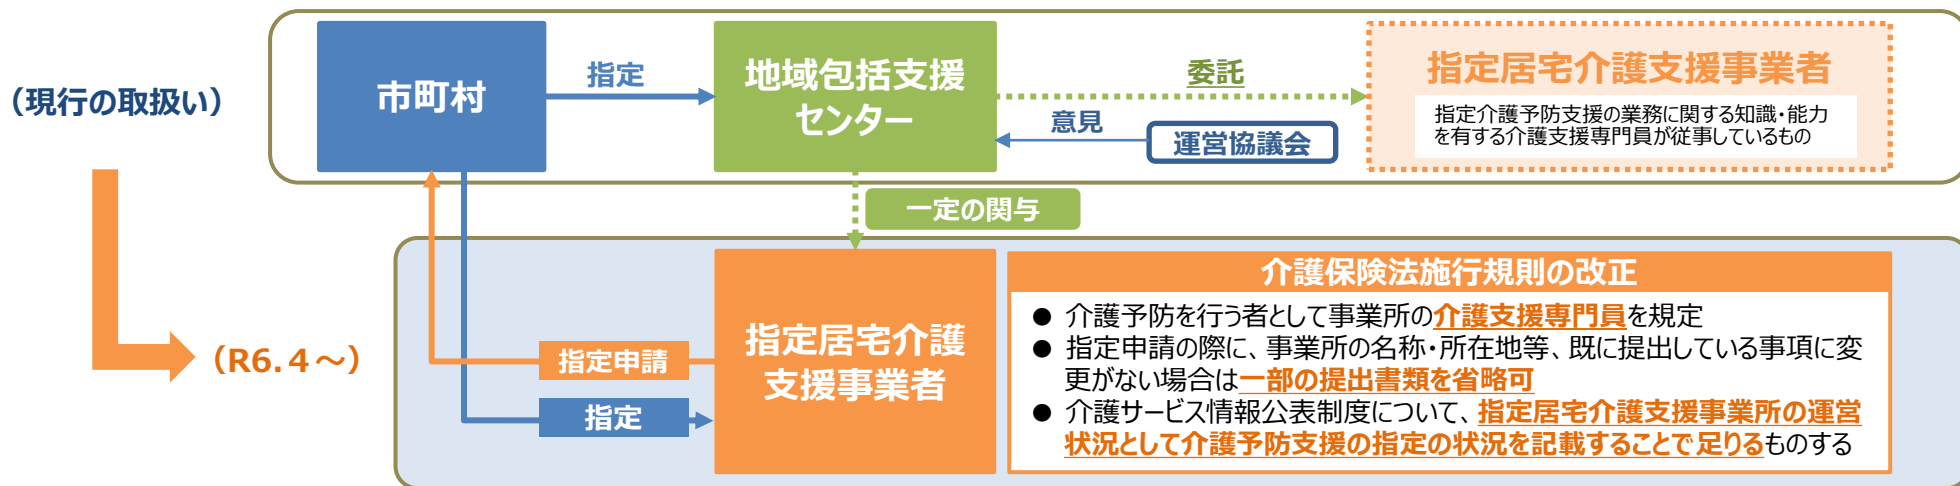 (現行の取扱い)
市町村
指定
地域包括支援
センター
委託
意見
運営協議会
指定居宅介護支援事業者
指定介護予防支援の業務に関する知識・能力
を有する介護支援専門員が従事しているもの
一定の関与
(R6.4～)
指定申請
指定
指定居宅介護
支援事業者
介護保険法施行規則の改正
● 介護予防を行う者として事業所の介護支援専門員を規定
● 指定申請の際に、事業所の名称・所在地等、既に提出している事項に変
更がない場合は一部の提出書類を省略可
● 介護サービス情報公表制度について、指定居宅介護支援事業所の運営
状況として介護予防支援の指定の状況を記載することで足りるものする